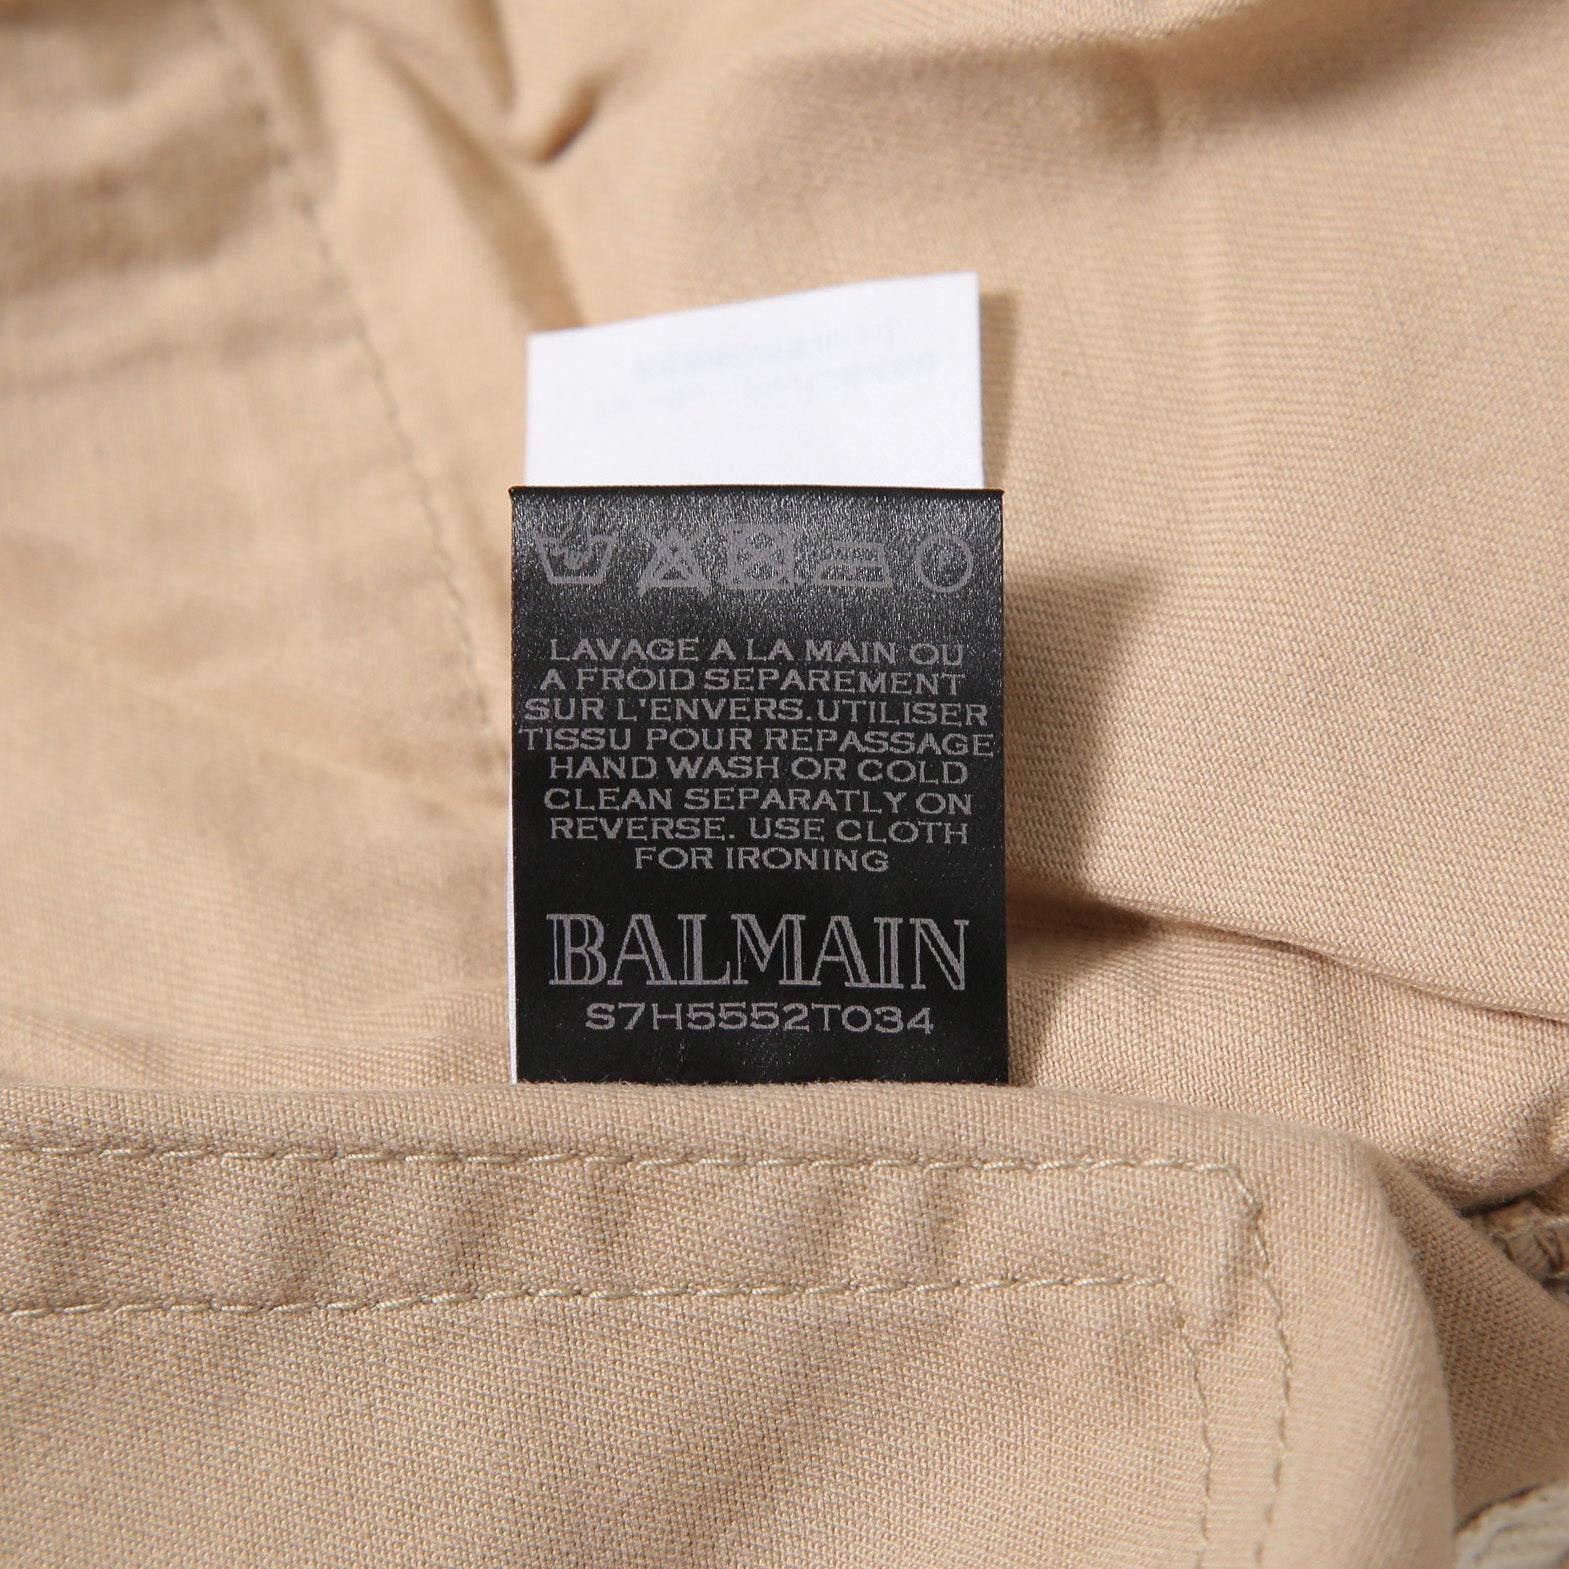 LAVAGE A LA MAIN OU
A FROID SEPAREMENT
SUR L'ENVERS.UTILISER
TISSU POUR REPASSAGE
HAND WASH OR COLD
CLEAN SEPARATLY ON
REVERSE. USE CLOTH
FOR IRONING
BALMAIN
S7H5552T034